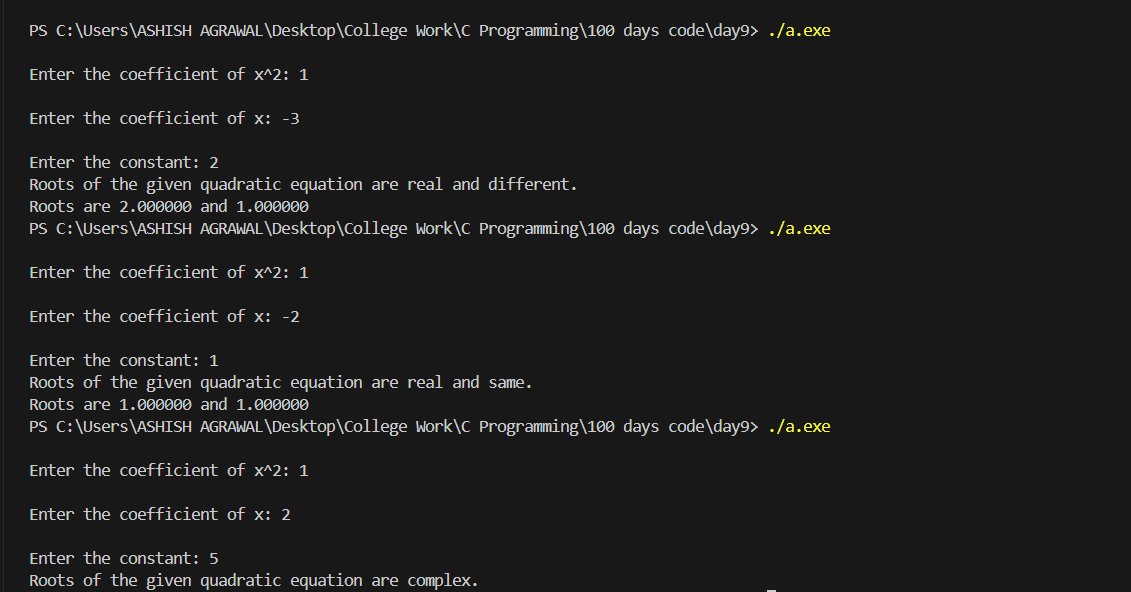 PS C:\Users\ASHISH AGRAWAL\Desktop\College Work\C Programming\100 days code\day9> ./a.exe
Enter the coefficient of x^2: 1
Enter the coefficient of x: -3
Enter the constant: 2
Roots of the given quadratic equation are real and different.
Roots are 2.000000 and 1.000000
PS C:\Users\ASHISH AGRAWAL\Desktop\College Work\C Programming\100 days code\day9> ./a.exe
Enter the coefficient of x^2: 1
Enter the coefficient of x: -2
Enter the constant: 1
Roots of the given quadratic equation are real and same.
Roots are 1.000000 and 1.000000
PS C:\Users\ASHISH AGRAWAL\Desktop\College Work\C Programming\100 days code\day9> ./a.exe
Enter the coefficient of x^2: 1
Enter the coefficient of x: 2
Enter the constant: 5
Roots of the given quadratic equation are complex.